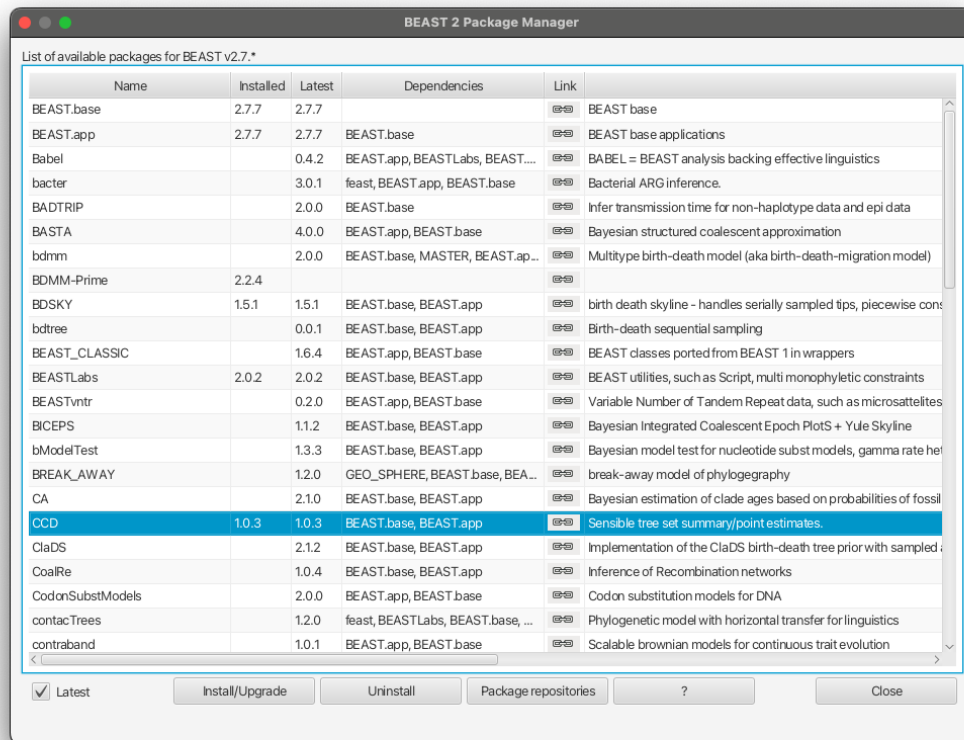 BEAST 2 Package Manager
List of available packages for BEAST v2.7.*
Name Installed Latest Dependencies Link
BEAST.base 2.7.7 2.7.7 BEAST base
BEAST.app 2.7.7 2.7.7 BEAST.base BEAST base applications
Babel 0.4.2 BEAST.app, BEASTLabs, BEAST.... BABEL = BEAST analysis backing effective linguistics
bacter 3.0.1 feast, BEAST.app, BEAST.base Bacterial ARG inference.
BADTRIP 2.0.0 BEAST.base Infer transmission time for non-haplotype data and epi data
BASTA 4.0.0 BEAST.app, BEAST.base Bayesian structured coalescent approximation
bdmm 2.0.0 BEAST.base, MASTER, BEAST.ap... Multitype birth-death model (aka birth-death-migration model)
BDMM-Prime 2.2.4
BDSKY 1.5.1 1.5.1 BEAST.base, BEAST.app birth death skyline - handles serially sampled tips, piecewise cons
bdtree 0.0.1 BEAST.base, BEAST.app Birth-death sequential sampling
BEAST_CLASSIC 1.6.4 BEAST.app, BEAST.base BEAST classes ported from BEAST 1 in wrappers
BEASTLabs 2.0.2 2.0.2 BEAST.base, BEAST.app BEAST utilities, such as Script, multi monophyletic constraints
BEASTvntr 0.2.0 BEAST.app, BEAST.base Variable Number of Tandem Repeat data, such as microsattelites
BICEPS 1.1.2 BEAST.base, BEAST.app Bayesian Integrated Coalescent Epoch PlotS + Yule Skyline
bModelTest 1.3.3 BEAST.base, BEAST.app Bayesian model test for nucleotide subst models, gamma rate het
BREAK_AWAY 1.2.0 GEO_SPHERE, BEAST.base, BEA... break-away model of phylogeography
CA 2.1.0 BEAST.base, BEAST.app Bayesian estimation of clade ages based on probabilities of fossil
CCD 1.0.3 1.0.3 BEAST.base, BEAST.app Sensible tree set summary/point estimates.
ClaDS 2.1.2 BEAST.base, BEAST.app Implementation of the ClaDS birth-death tree prior with sampled a
CoalRe 1.0.4 BEAST.base, BEAST.app Inference of Recombination networks
CodonSubstModels 2.0.0 BEAST.app, BEAST.base Codon substitution models for DNA
contacTrees 1.2.0 feast, BEASTLabs, BEAST.base, ... Phylogenetic model with horizontal transfer for linguistics
contraband 1.0.1 BEAST.app, BEAST.base Scalable brownian models for continuous trait evolution
Latest Install/Upgrade Uninstall Package repositories ? Close